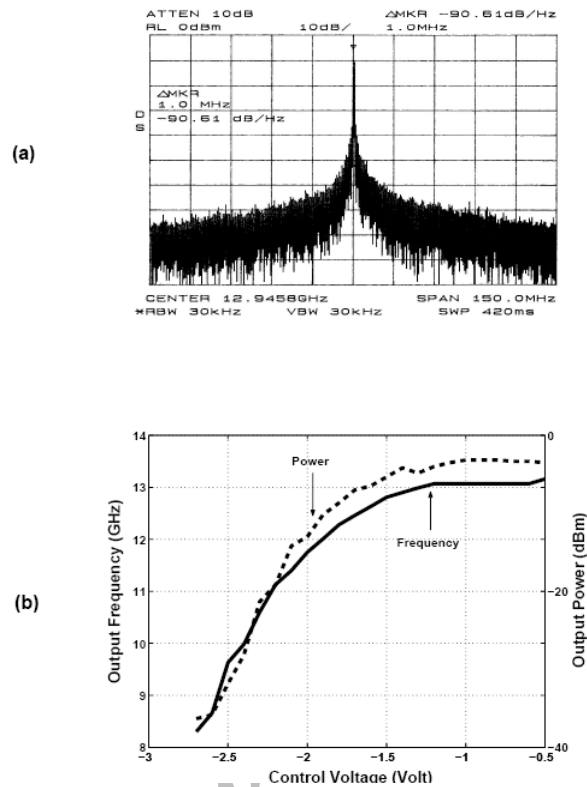 ATTEN 10dB ΔMKR -90.61dB/Hz
RL 0dBm 10dB/ 1.0MHz
ΔMKR
1.0 MHz
-90.61 dB/Hz
D
S
(a)
CENTER 12.9458GHz SPAN 150.0MHz
*RBW 30kHz VBW 30kHz SWP 420ms
14
13
12
11
10
9
8
0
−20
−40
Power
Frequency
Output Frequency (GHz)
Output Power (dBm)
(b)
−3 −2.5 −2 −1.5 −1 −0.5
Control Voltage (Volt)